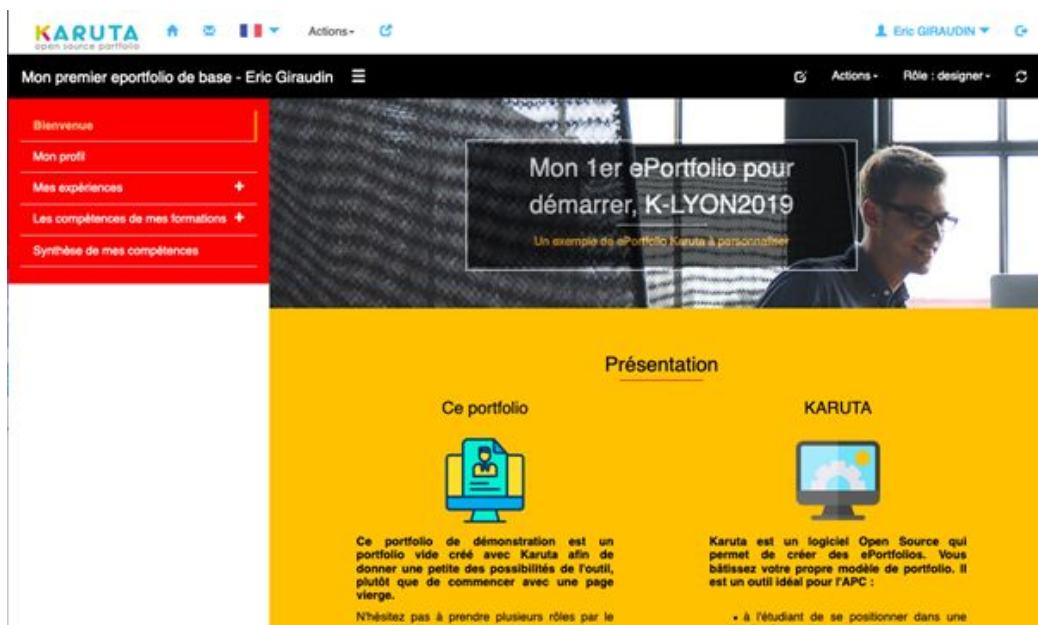 KARUTA
open source portfolio
Actions
Eric GIRAUDIN
Mon premier eportfolio de base - Eric Giraudin
Actions
Rôle : designer
Bienvenue
Mon profil
Mes expériences +
Les compétences de mes formations +
Synthèse de mes compétences
Mon 1er ePortfolio pour
démarrer, K-LYON2019
Un exemple de ePortfolio Karuta à personnaliser
Présentation
Ce portfolio
Ce portfolio de démonstration est un
portfolio vide créé avec Karuta afin de
donner une petite des possibilités de l'outil,
plutôt que de commencer avec une page
vierge.
N'hésitez pas à prendre plusieurs rôles par le
KARUTA
Karuta est un logiciel Open Source qui
permet de créer des ePortfolios. Vous
bâtissez votre propre modèle de portfolio. Il
est un outil idéal pour l'APC :
• à l'étudiant de se positionner dans une